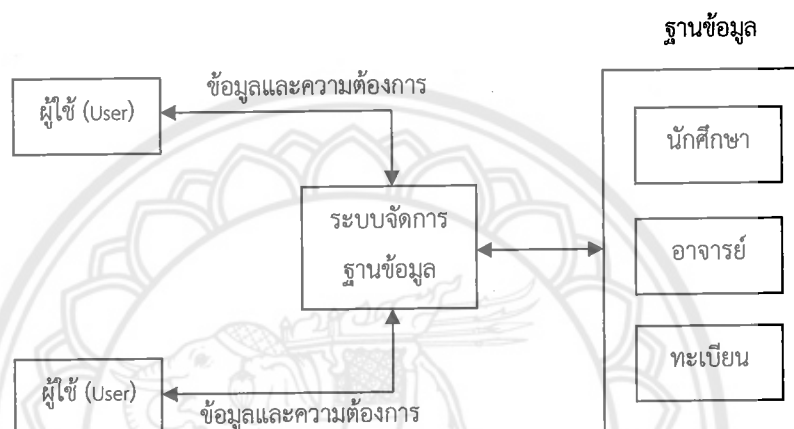 ฐานข้อมูล
ข้อมูลและความต้องการ
ผู้ใช้ (User)
นักศึกษา
ระบบจัดการ
ฐานข้อมูล
อาจารย์
ทะเบียน
ผู้ใช้ (User)
ข้อมูลและความต้องการ